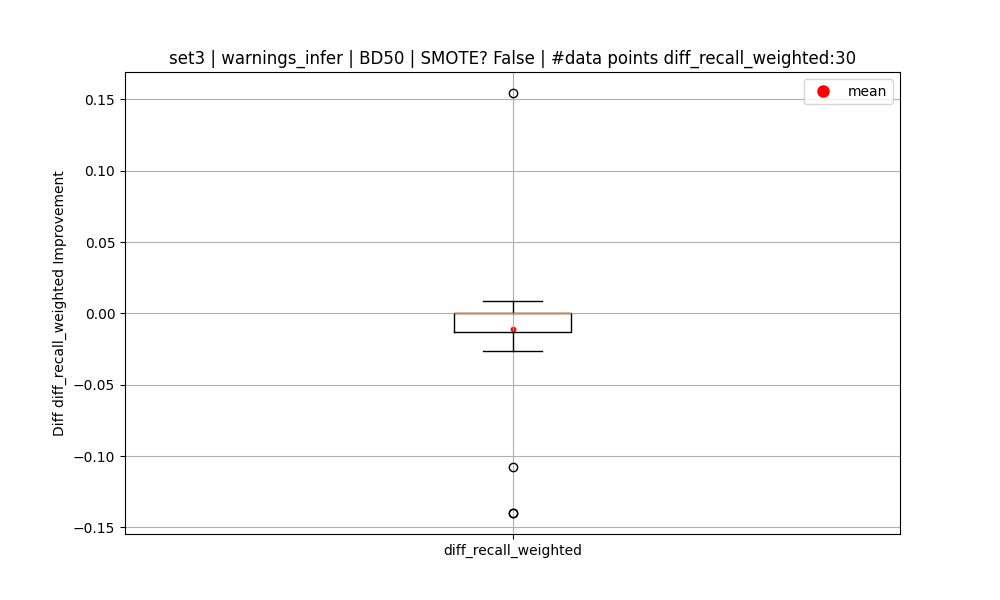 set3 | warnings_infer | BD50 | SMOTE? False | #data points diff_recall_weighted:30
mean
0.15
0.10
0.05
0.00
−0.05
−0.10
−0.15
Diff diff_recall_weighted Improvement
diff_recall_weighted